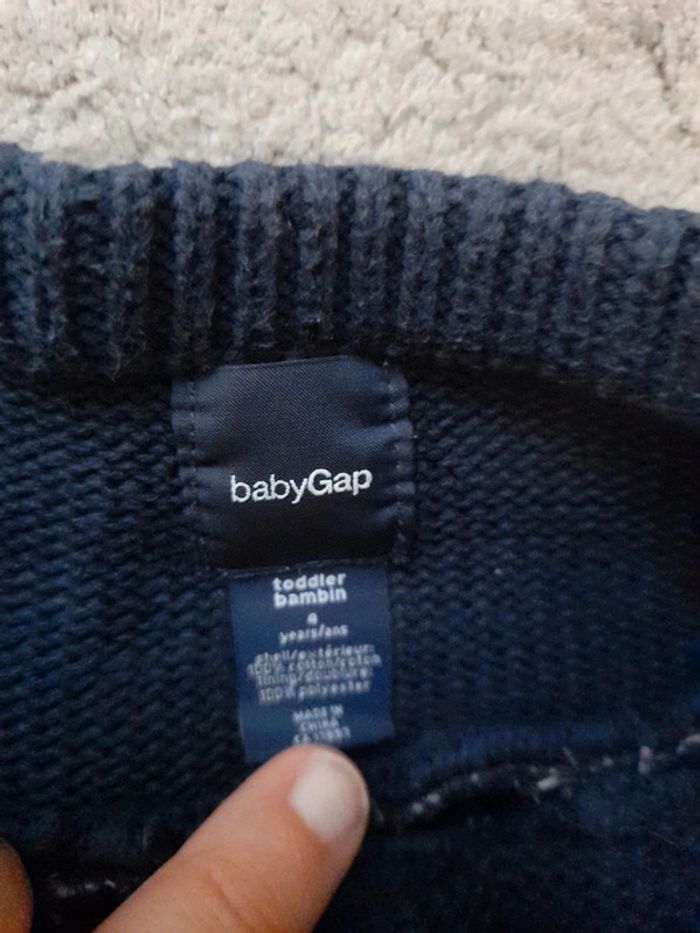 babyGap
toddler
bambin
4
years/ans
shell/extérieur:
100% cotton/coton
lining/doublure:
100% polyester
MADE IN
CHINA